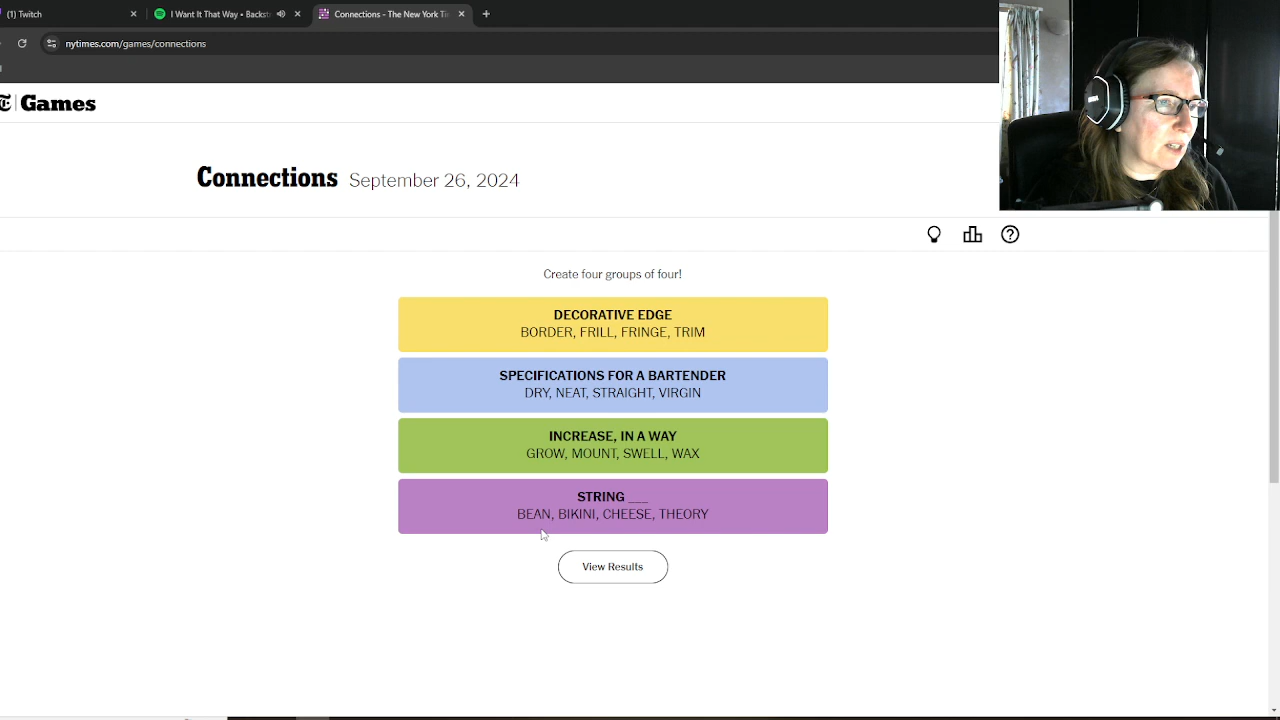 (1) Twitch
I Want It That Way • Backst
Connections - The New York Ti
nytimes.com/games/connections
Games
Connections September 26, 2024
Create four groups of four!
DECORATIVE EDGE
BORDER, FRILL, FRINGE, TRIM
SPECIFICATIONS FOR A BARTENDER
DRY, NEAT, STRAIGHT, VIRGIN
INCREASE, IN A WAY
GROW, MOUNT, SWELL, WAX
STRING ___
BEAN, BIKINI, CHEESE, THEORY
View Results